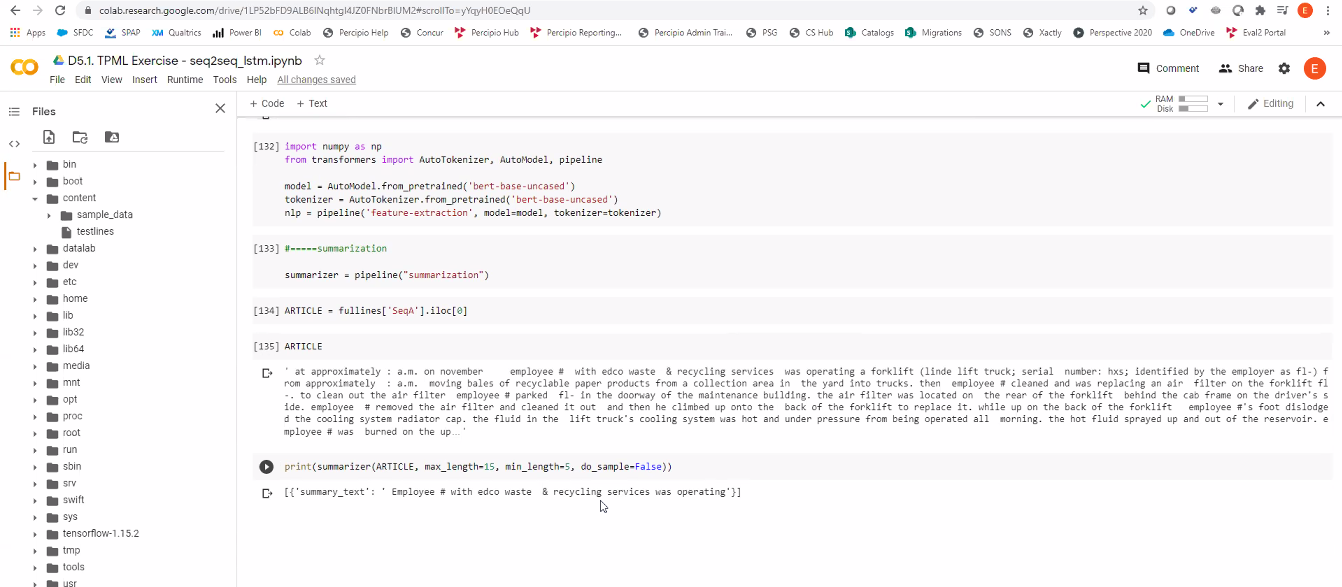 colab.research.google.com/drive/1LP52bFD9ALB6INqhtgI4JZ0FNbrBIUM2#scrollTo=yYqyH0EOeQqU
Apps SFDC SPAP XM Qualtrics Power BI Colab Percipio Help Concur Percipio Hub Percipio Reporting... Percipio Admin Trai... PSG CS Hub Catalogs Migrations SONS Xactly Perspective 2020 OneDrive Eval2 Portal »
D5.1. TPML Exercise - seq2seq_lstm.ipynb
File Edit View Insert Runtime Tools Help All changes saved
Comment Share E
Files
+ Code + Text
RAM
Disk
Editing
bin
boot
content
sample_data
testlines
datalab
dev
etc
home
lib
lib32
lib64
media
mnt
opt
proc
root
run
sbin
srv
swift
sys
tensorflow-1.15.2
tmp
tools
usr
[132] import numpy as np
from transformers import AutoTokenizer, AutoModel, pipeline
model = AutoModel.from_pretrained('bert-base-uncased')
tokenizer = AutoTokenizer.from_pretrained('bert-base-uncased')
nlp = pipeline('feature-extraction', model=model, tokenizer=tokenizer)
[133] #=====summarization
summarizer = pipeline("summarization")
[134] ARTICLE = fullines['SeqA'].iloc[0]
[135] ARTICLE
' at approximately : a.m. on november employee # with edco waste & recycling services was operating a forklift (linde lift truck; serial number: hxs; identified by the employer as fl-) f
rom approximately : a.m. moving bales of recyclable paper products from a collection area in the yard into trucks. then employee # cleaned and was replacing an air filter on the forklift fl
-. to clean out the air filter employee # parked fl- in the doorway of the maintenance building. the air filter was located on the rear of the forklift behind the cab frame on the driver's s
ide. employee # removed the air filter and cleaned it out and then he climbed up onto the back of the forklift to replace it. while up on the back of the forklift employee #'s foot dislodge
d the cooling system radiator cap. the fluid in the lift truck's cooling system was hot and under pressure from being operated all morning. the hot fluid sprayed up and out of the reservoir. e
mployee # was burned on the up…'
print(summarizer(ARTICLE, max_length=15, min_length=5, do_sample=False))
[{'summary_text': ' Employee # with edco waste & recycling services was operating'}]